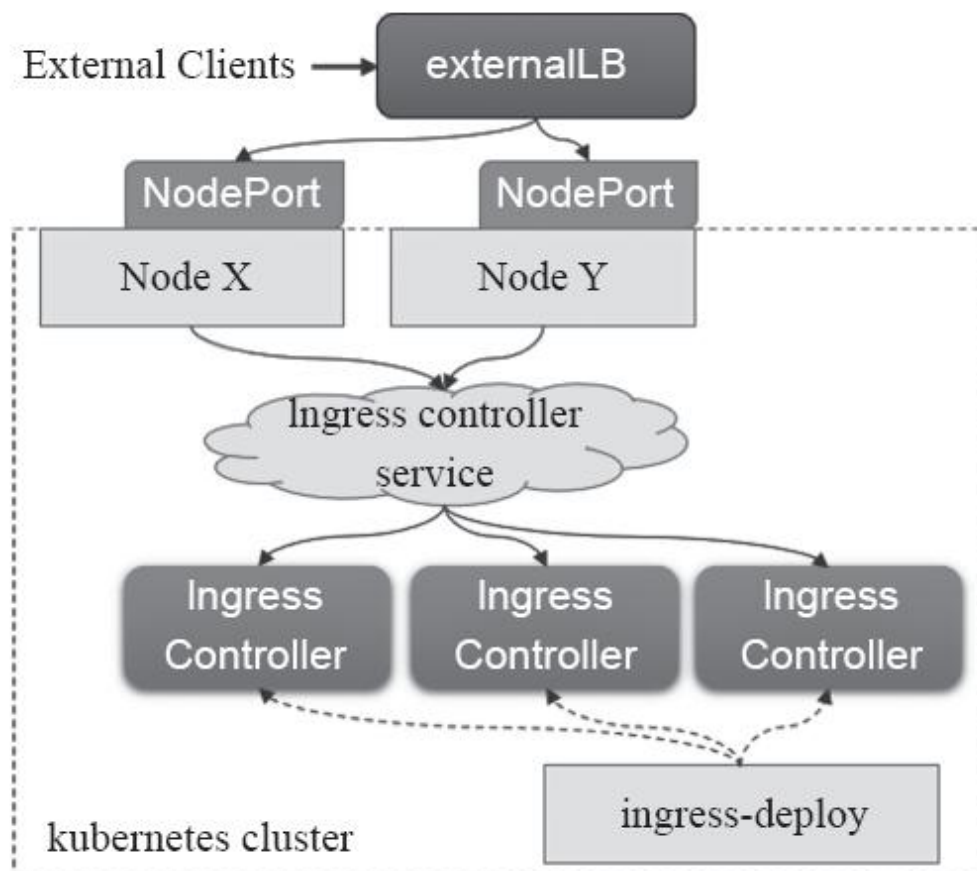 External Clients
externalLB
NodePort
NodePort
Node X
Node Y
Ingress controller
service
Ingress
Controller
Ingress
Controller
Ingress
Controller
ingress-deploy
kubernetes cluster